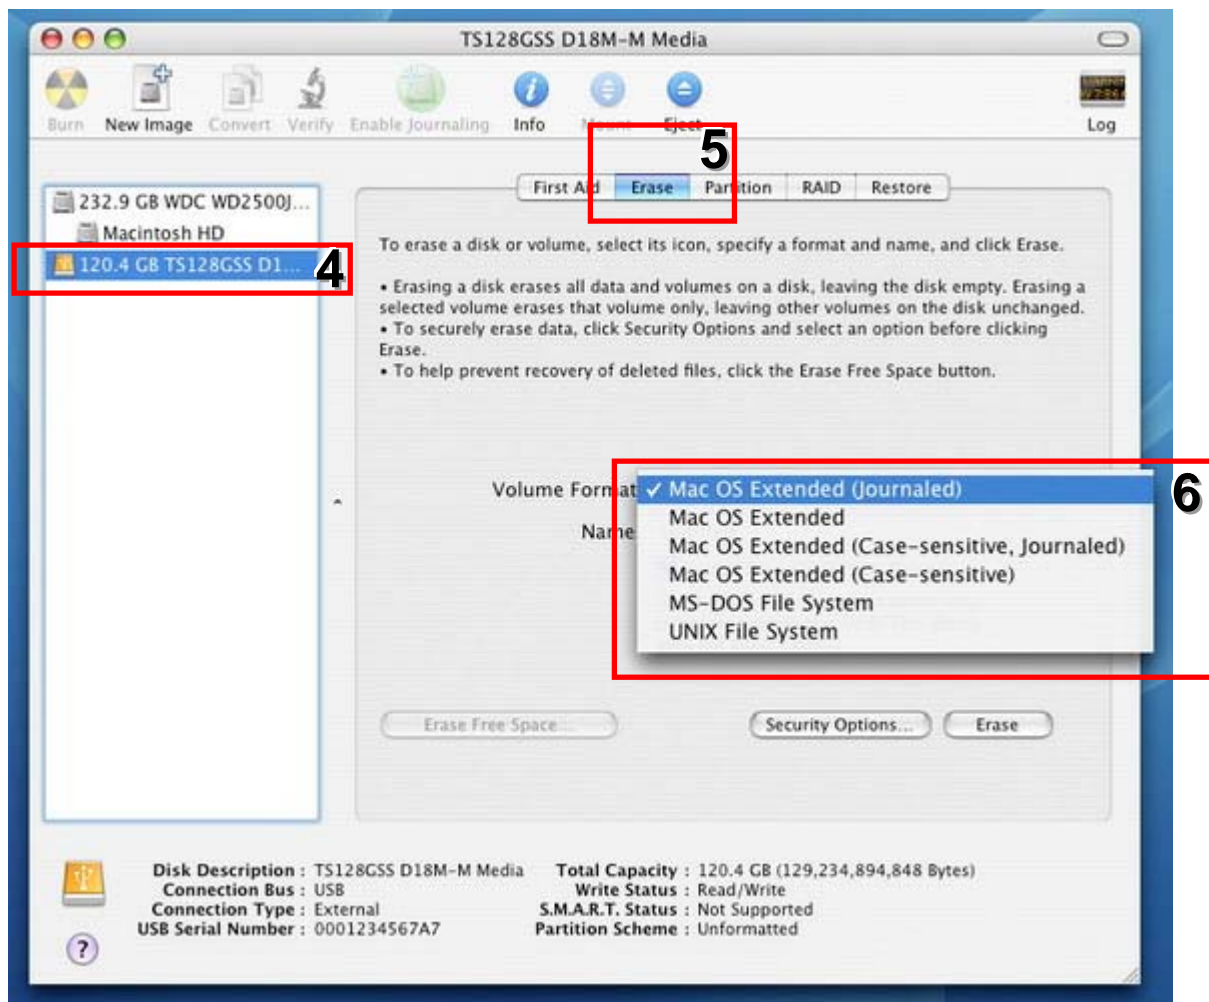 TS128GSS D18M-M Media
Burn New Image Convert Verify Enable Journaling Info Mount Eject Log
5
First Aid Erase Partition RAID Restore
232.9 GB WDC WD2500J...
Macintosh HD
120.4 GB TS128GSS D1...
4
To erase a disk or volume, select its icon, specify a format and name, and click Erase.
• Erasing a disk erases all data and volumes on a disk, leaving the disk empty. Erasing a
selected volume erases that volume only, leaving other volumes on the disk unchanged.
• To securely erase data, click Security Options and select an option before clicking
Erase.
• To help prevent recovery of deleted files, click the Erase Free Space button.
Volume Format
✓ Mac OS Extended (Journaled)
6
Name
Mac OS Extended
Mac OS Extended (Case-sensitive, Journaled)
Mac OS Extended (Case-sensitive)
MS-DOS File System
UNIX File System
Erase Free Space... Security Options... Erase
Disk Description : TS128GSS D18M-M Media
Connection Bus : USB
Connection Type : External
USB Serial Number : 0001234567A7
Total Capacity : 120.4 GB (129,234,894,848 Bytes)
Write Status : Read/Write
S.M.A.R.T. Status : Not Supported
Partition Scheme : Unformatted
?